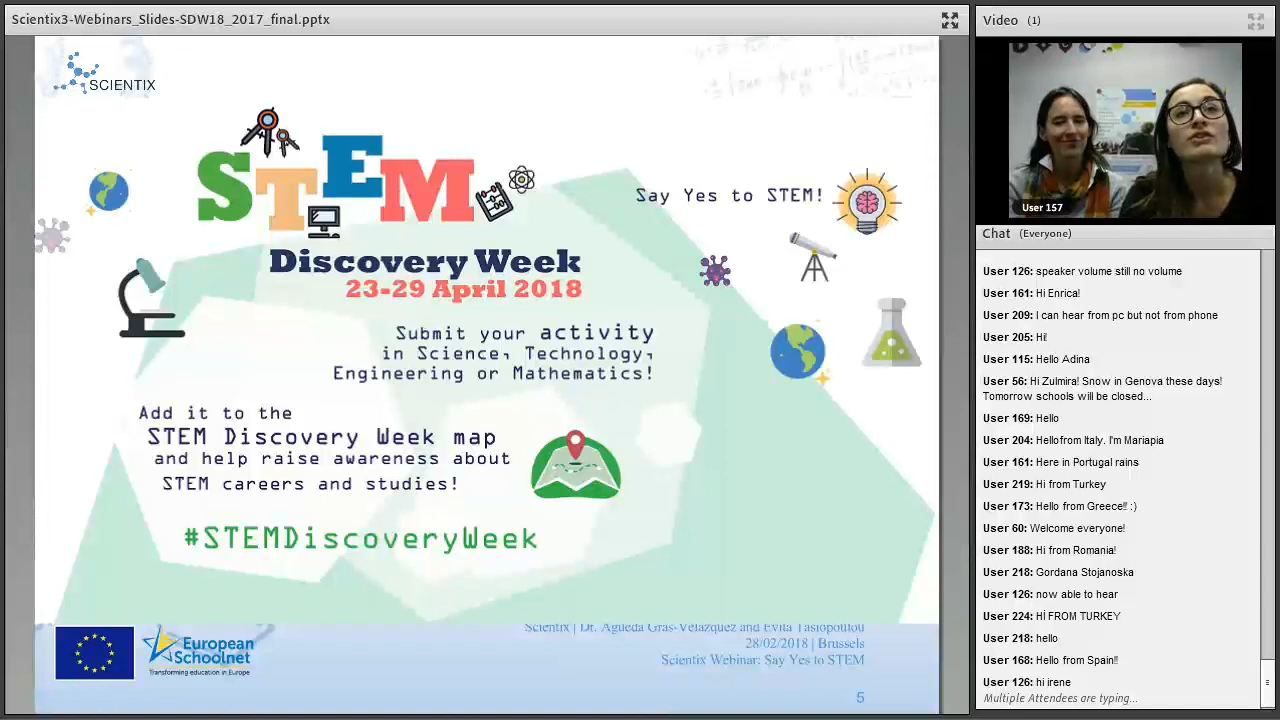 Scientix3-Webinars_Slides-SDW18_2017_final.pptx
SCIENTIX
STEM
Discovery Week
23-29 April 2018
Say Yes to STEM!
Submit your activity
in Science, Technology,
Engineering or Mathematics!
Add it to the
STEM Discovery Week map
and help raise awareness about
STEM careers and studies!
#STEMDiscoveryWeek
European
Schoolnet
Transforming education in Europe
Scientix | Dr. Agueda Gras-Velazquez and Evita Tasiopoulou
28/02/2018 | Brussels
Scientix Webinar: Say Yes to STEM
5
Video (1)
User 157
Chat (Everyone)
User 126: speaker volume still no volume
User 161: Hi Enrica!
User 209: I can hear from pc but not from phone
User 205: Hi!
User 115: Hello Adina
User 56: Hi Zulmira! Snow in Genova these days!
Tomorrow schools will be closed...
User 169: Hello
User 204: Hellofrom Italy. I'm Mariapia
User 161: Here in Portugal rains
User 219: Hi from Turkey
User 173: Hello from Greece!! :)
User 60: Welcome everyone!
User 188: Hi from Romania!
User 218: Gordana Stojanoska
User 126: now able to hear
User 224: Hİ FROM TURKEY
User 218: hello
User 168: Hello from Spain!!
User 126: hi irene
Multiple Attendees are typing...